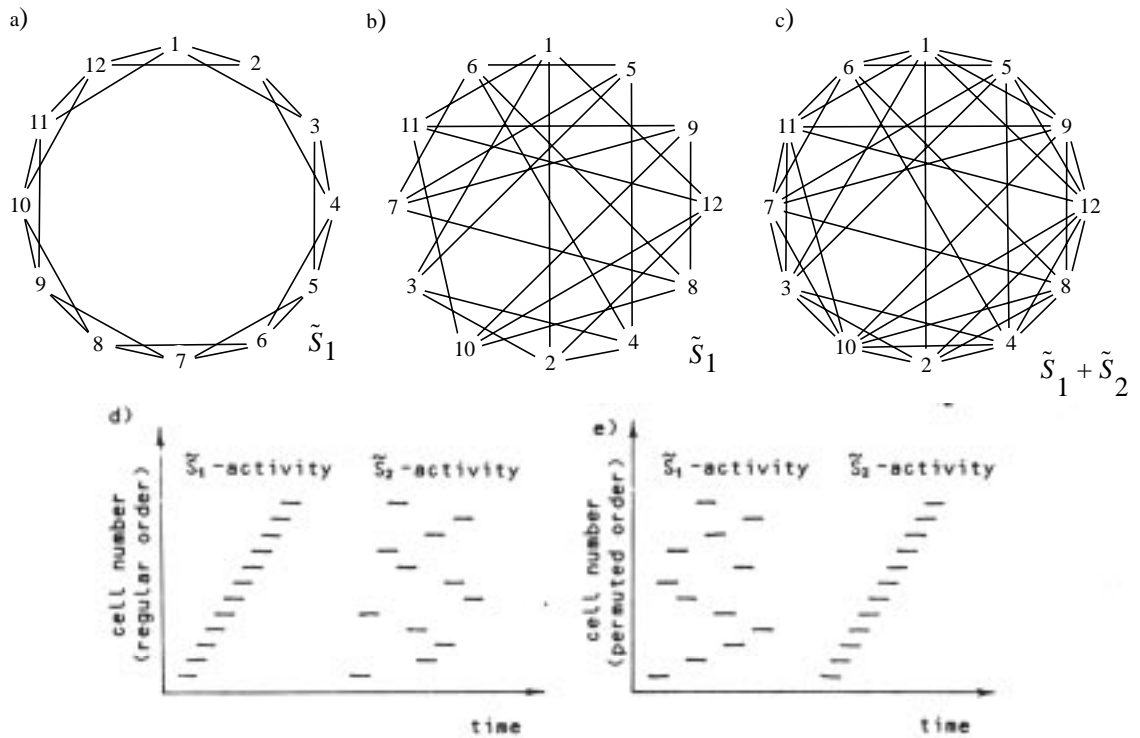 a)
1
12 2
11 3
10 4
9 5
8 6
7
S̃1
b)
1
6 5
11 9
7 12
3 8
10 4
2
S̃1
c)
1
6 5
11 9
7 12
3 8
10 4
2
S̃1 + S̃2
d)
S̃1-activity S̃2-activity
cell number
(regular order)
time
e)
S̃1-activity S̃2-activity
cell number
(permuted order)
time